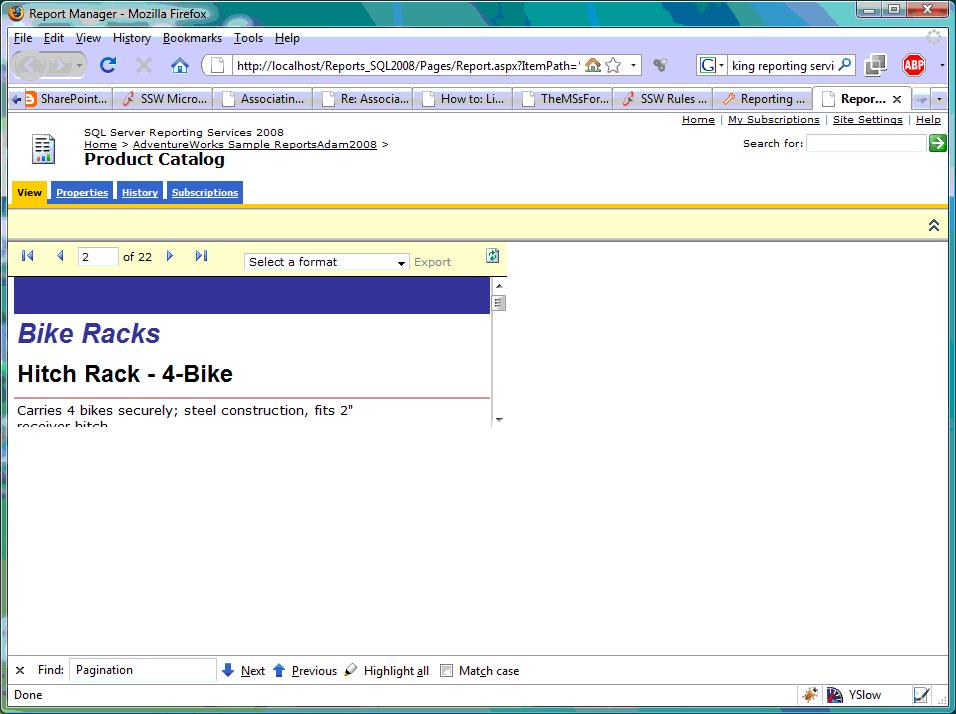 Report Manager - Mozilla Firefox
File Edit View History Bookmarks Tools Help
http://localhost/Reports_SQL2008/Pages/Report.aspx?ItemPath=' G king reporting servi ABP
SharePoint... SSW Micro... Associatin... Re: Associa... How to: Li... TheMSsFor... SSW Rules ... Reporting ... Repor...
Home | My Subscriptions | Site Settings | Help
SQL Server Reporting Services 2008
Home > AdventureWorks Sample ReportsAdam2008 >
Search for:
Product Catalog
View Properties History Subscriptions
2 of 22 Select a format Export
Bike Racks
Hitch Rack - 4-Bike
Carries 4 bikes securely; steel construction, fits 2"
receiver hitch
Find: Pagination Next Previous Highlight all Match case
Done YSlow